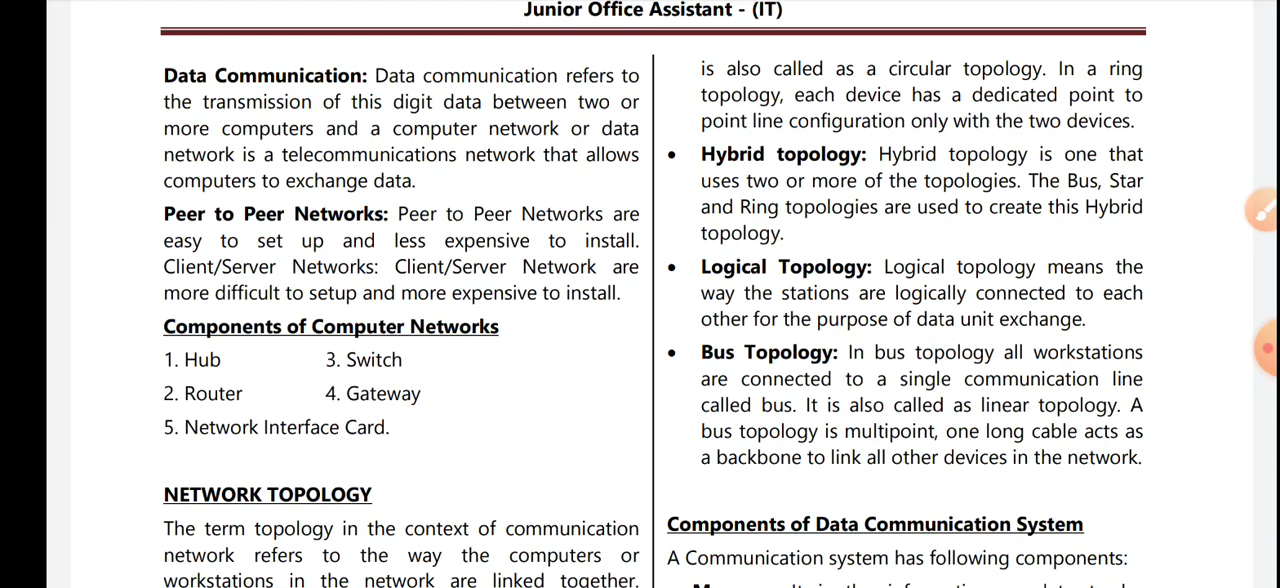 Junior Office Assistant - (IT)
Data Communication: Data communication refers to
the transmission of this digit data between two or
more computers and a computer network or data
network is a telecommunications network that allows
computers to exchange data.
Peer to Peer Networks: Peer to Peer Networks are
easy to set up and less expensive to install.
Client/Server Networks: Client/Server Network are
more difficult to setup and more expensive to install.
Components of Computer Networks
1. Hub 3. Switch
2. Router 4. Gateway
5. Network Interface Card.
NETWORK TOPOLOGY
The term topology in the context of communication
network refers to the way the computers or
workstations in the network are linked together.
is also called as a circular topology. In a ring
topology, each device has a dedicated point to
point line configuration only with the two devices.
• Hybrid topology: Hybrid topology is one that
uses two or more of the topologies. The Bus, Star
and Ring topologies are used to create this Hybrid
topology.
• Logical Topology: Logical topology means the
way the stations are logically connected to each
other for the purpose of data unit exchange.
• Bus Topology: In bus topology all workstations
are connected to a single communication line
called bus. It is also called as linear topology. A
bus topology is multipoint, one long cable acts as
a backbone to link all other devices in the network.
Components of Data Communication System
A Communication system has following components: